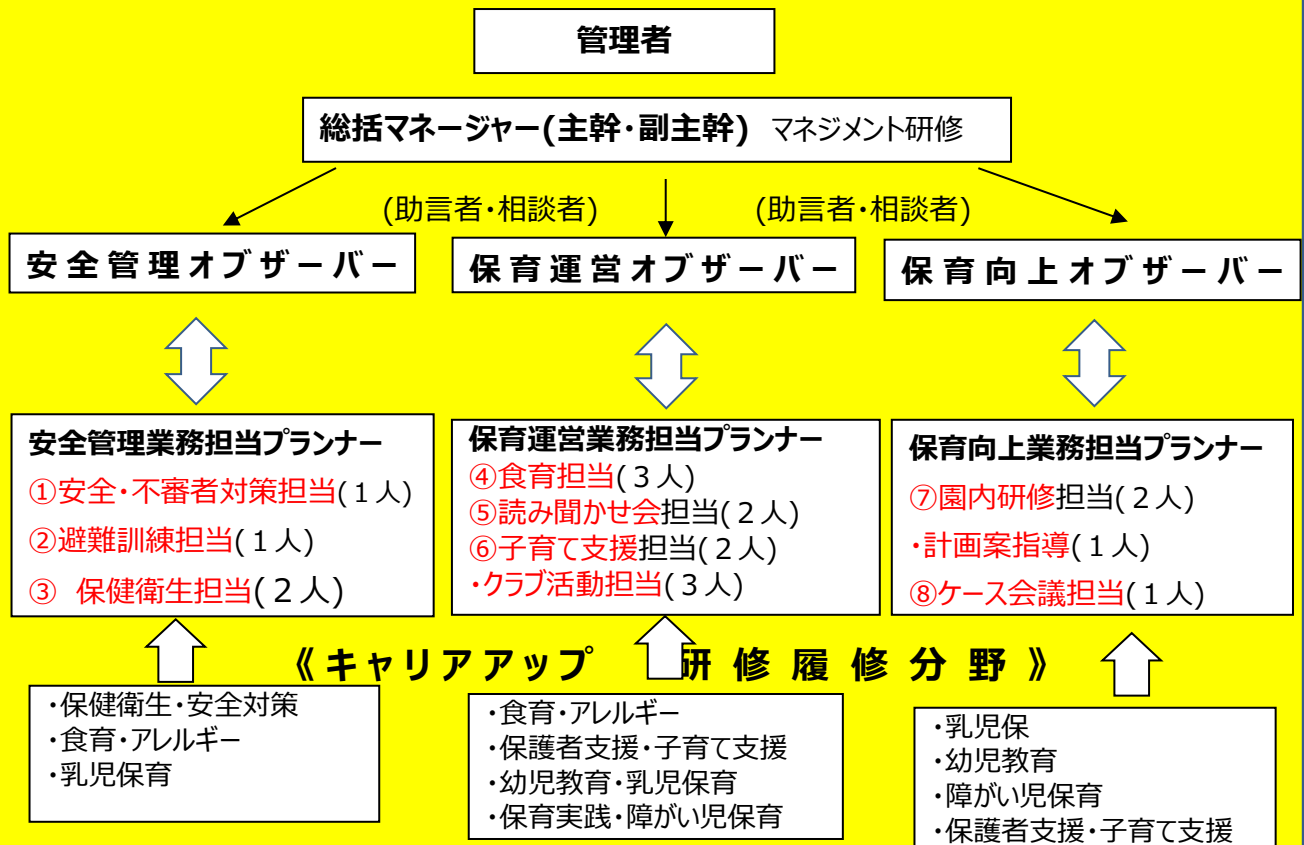 管理者
総括マネージャー(主幹・副主幹) マネジメント研修
(助言者・相談者)
(助言者・相談者)
安全管理オブザーバー
保育運営オブザーバー
保育向上オブザーバー
安全管理業務担当プランナー
①安全・不審者対策担当(１人)
②避難訓練担当(１人)
③ 保健衛生担当(２人)
保育運営業務担当プランナー
④食育担当(３人)
⑤読み聞かせ会担当(２人)
⑥子育て支援担当(２人)
・クラブ活動担当(３人)
保育向上業務担当プランナー
⑦園内研修担当(２人)
・計画案指導(１人)
⑧ケース会議担当(１人)
《キャリアアップ 研修履修分野》
・保健衛生・安全対策
・食育・アレルギー
・乳児保育
・食育・アレルギー
・保護者支援・子育て支援
・幼児教育・乳児保育
・保育実践・障がい児保育
・乳児保
・幼児教育
・障がい児保育
・保護者支援・子育て支援